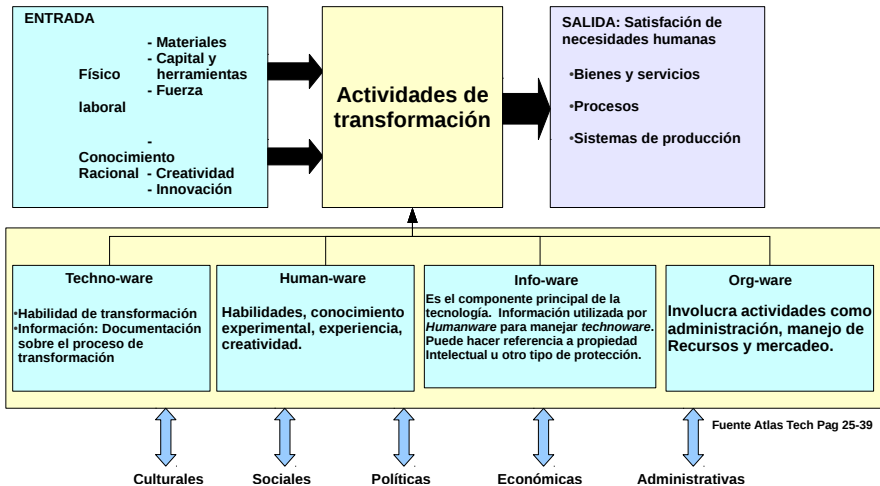 ENTRADA
- Materiales
- Capital y
Físico herramientas
- Fuerza
laboral
-
Conocimiento
Racional - Creatividad
- Innovación
Actividades de
transformación
SALIDA: Satisfacción de
necesidades humanas
•Bienes y servicios
•Procesos
•Sistemas de producción
Techno-ware
•Habilidad de transformación
•Información: Documentación
sobre el proceso de
transformación
Human-ware
Habilidades, conocimiento
experimental, experiencia,
creatividad.
Info-ware
Es el componente principal de la
tecnología. Información utilizada por
Humanware para manejar technoware.
Puede hacer referencia a propiedad
Intelectual u otro tipo de protección.
Org-ware
Involucra actividades como
administración, manejo de
Recursos y mercadeo.
Fuente Atlas Tech Pag 25-39
Culturales
Sociales
Políticas
Económicas
Administrativas